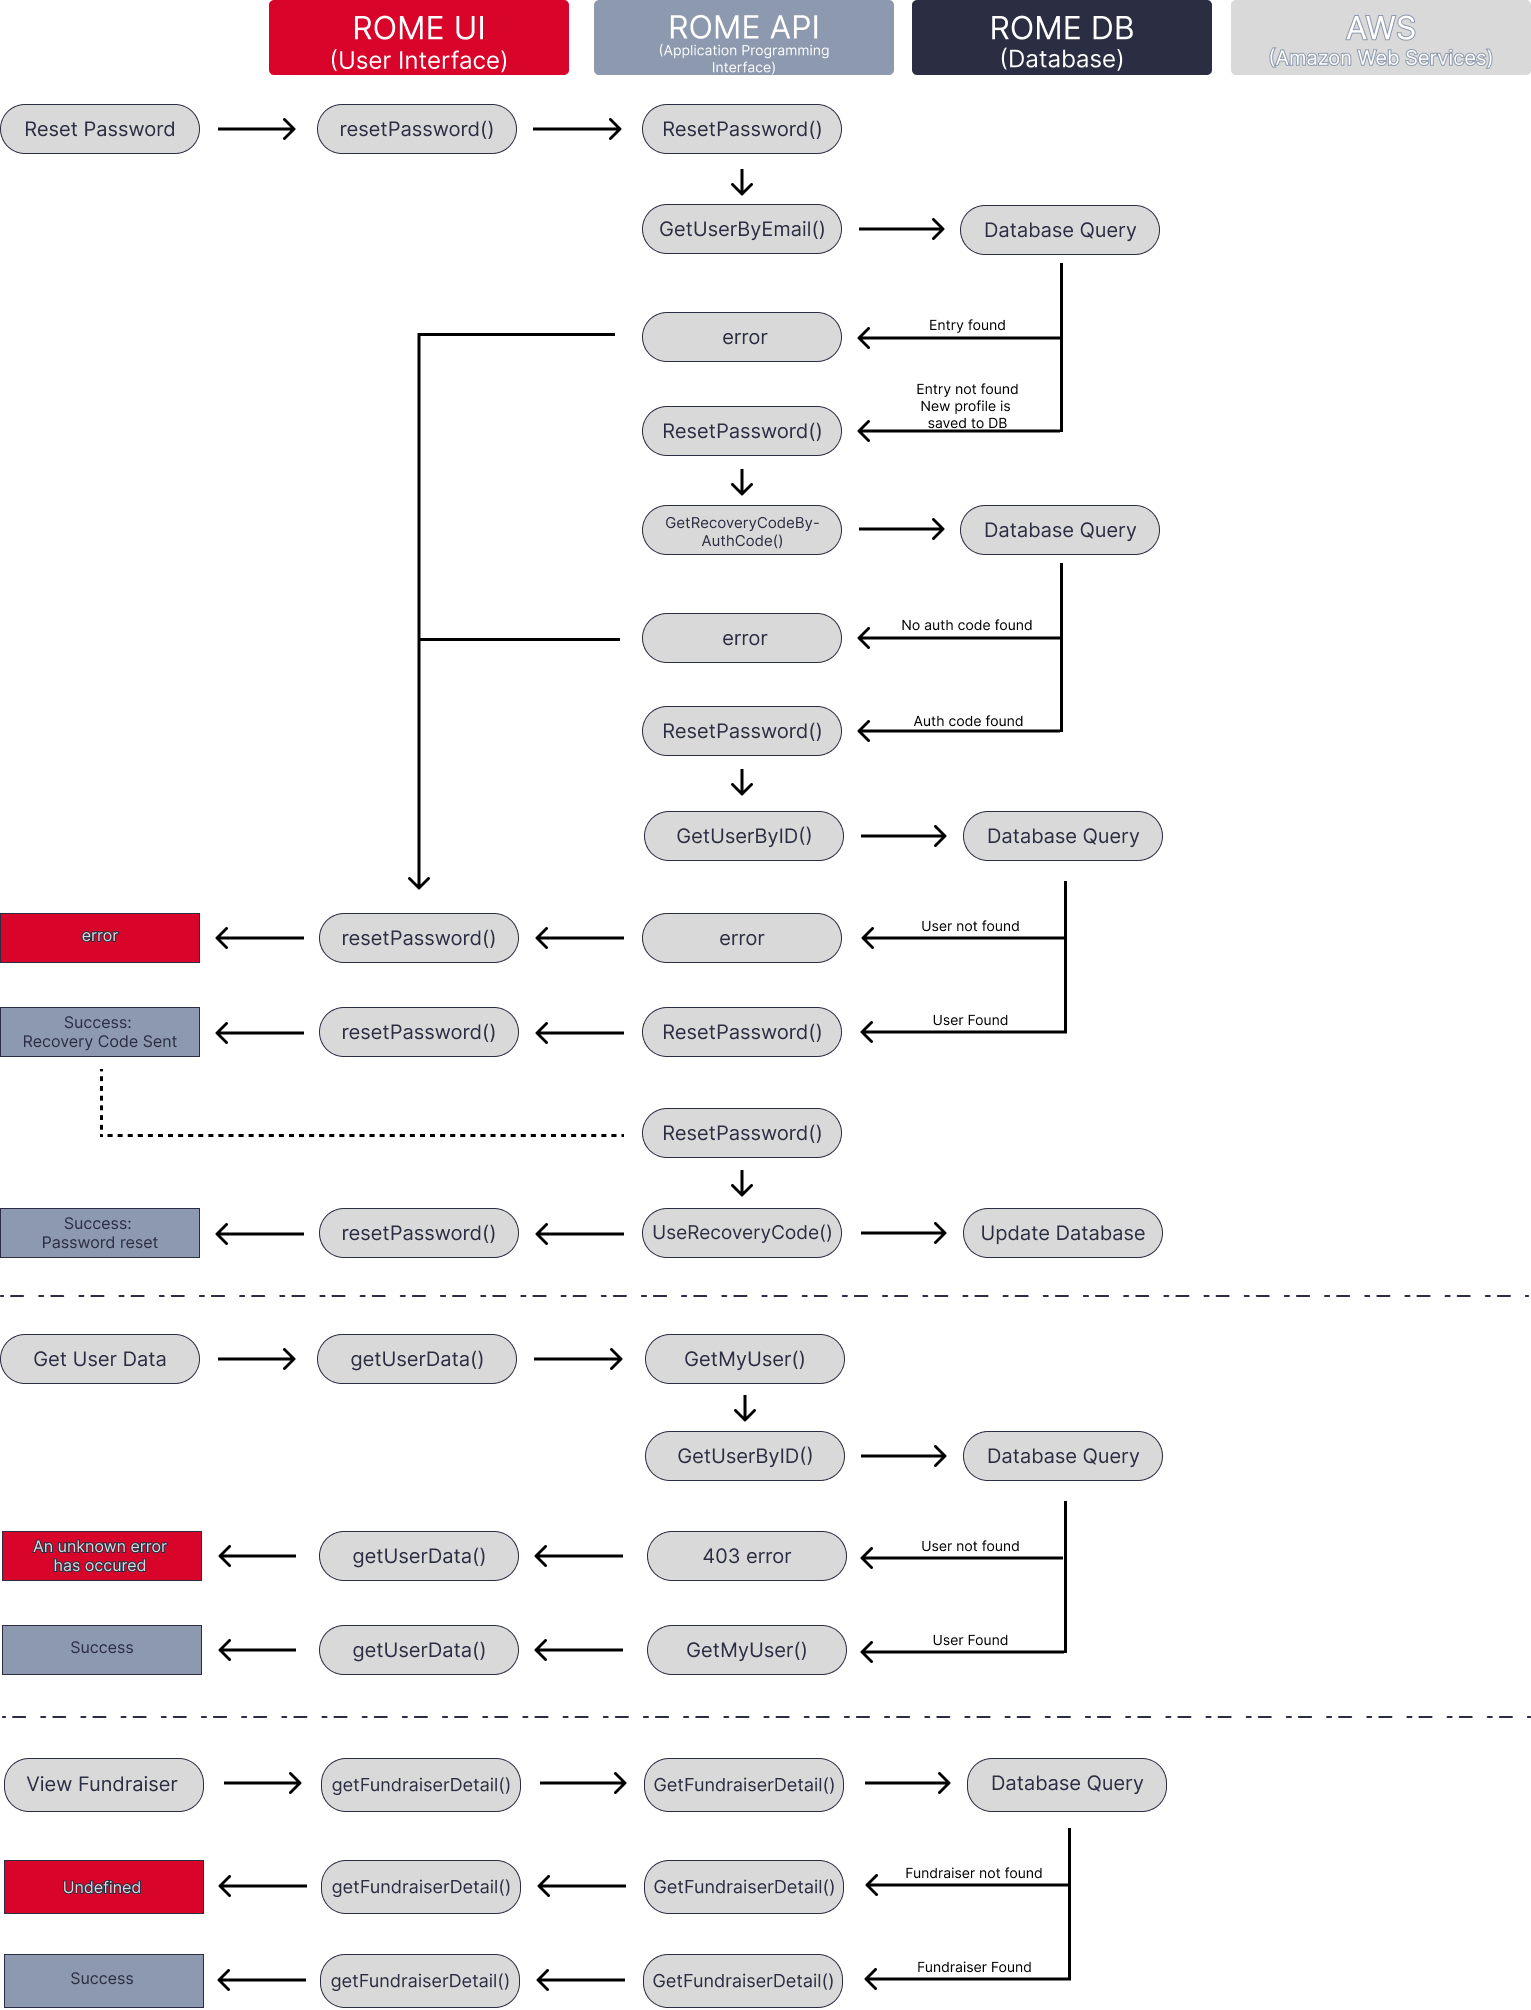 ROME UI
(User Interface)
ROME API
(Application Programming
Interface)
ROME DB
(Database)
AWS
(Amazon Web Services)
Reset Password
resetPassword()
ResetPassword()
GetUserByEmail()
Database Query
error
Entry found
Entry not found
New profile is
saved to DB
ResetPassword()
GetRecoveryCodeBy-
AuthCode()
Database Query
error
No auth code found
ResetPassword()
Auth code found
GetUserByID()
Database Query
error
resetPassword()
error
User not found
Success:
Recovery Code Sent
resetPassword()
ResetPassword()
User Found
ResetPassword()
Success:
Password reset
resetPassword()
UseRecoveryCode()
Update Database
Get User Data
getUserData()
GetMyUser()
GetUserByID()
Database Query
An unknown error
has occured
getUserData()
403 error
User not found
Success
getUserData()
GetMyUser()
User Found
View Fundraiser
getFundraiserDetail()
GetFundraiserDetail()
Database Query
Undefined
getFundraiserDetail()
GetFundraiserDetail()
Fundraiser not found
Success
getFundraiserDetail()
GetFundraiserDetail()
Fundraiser Found